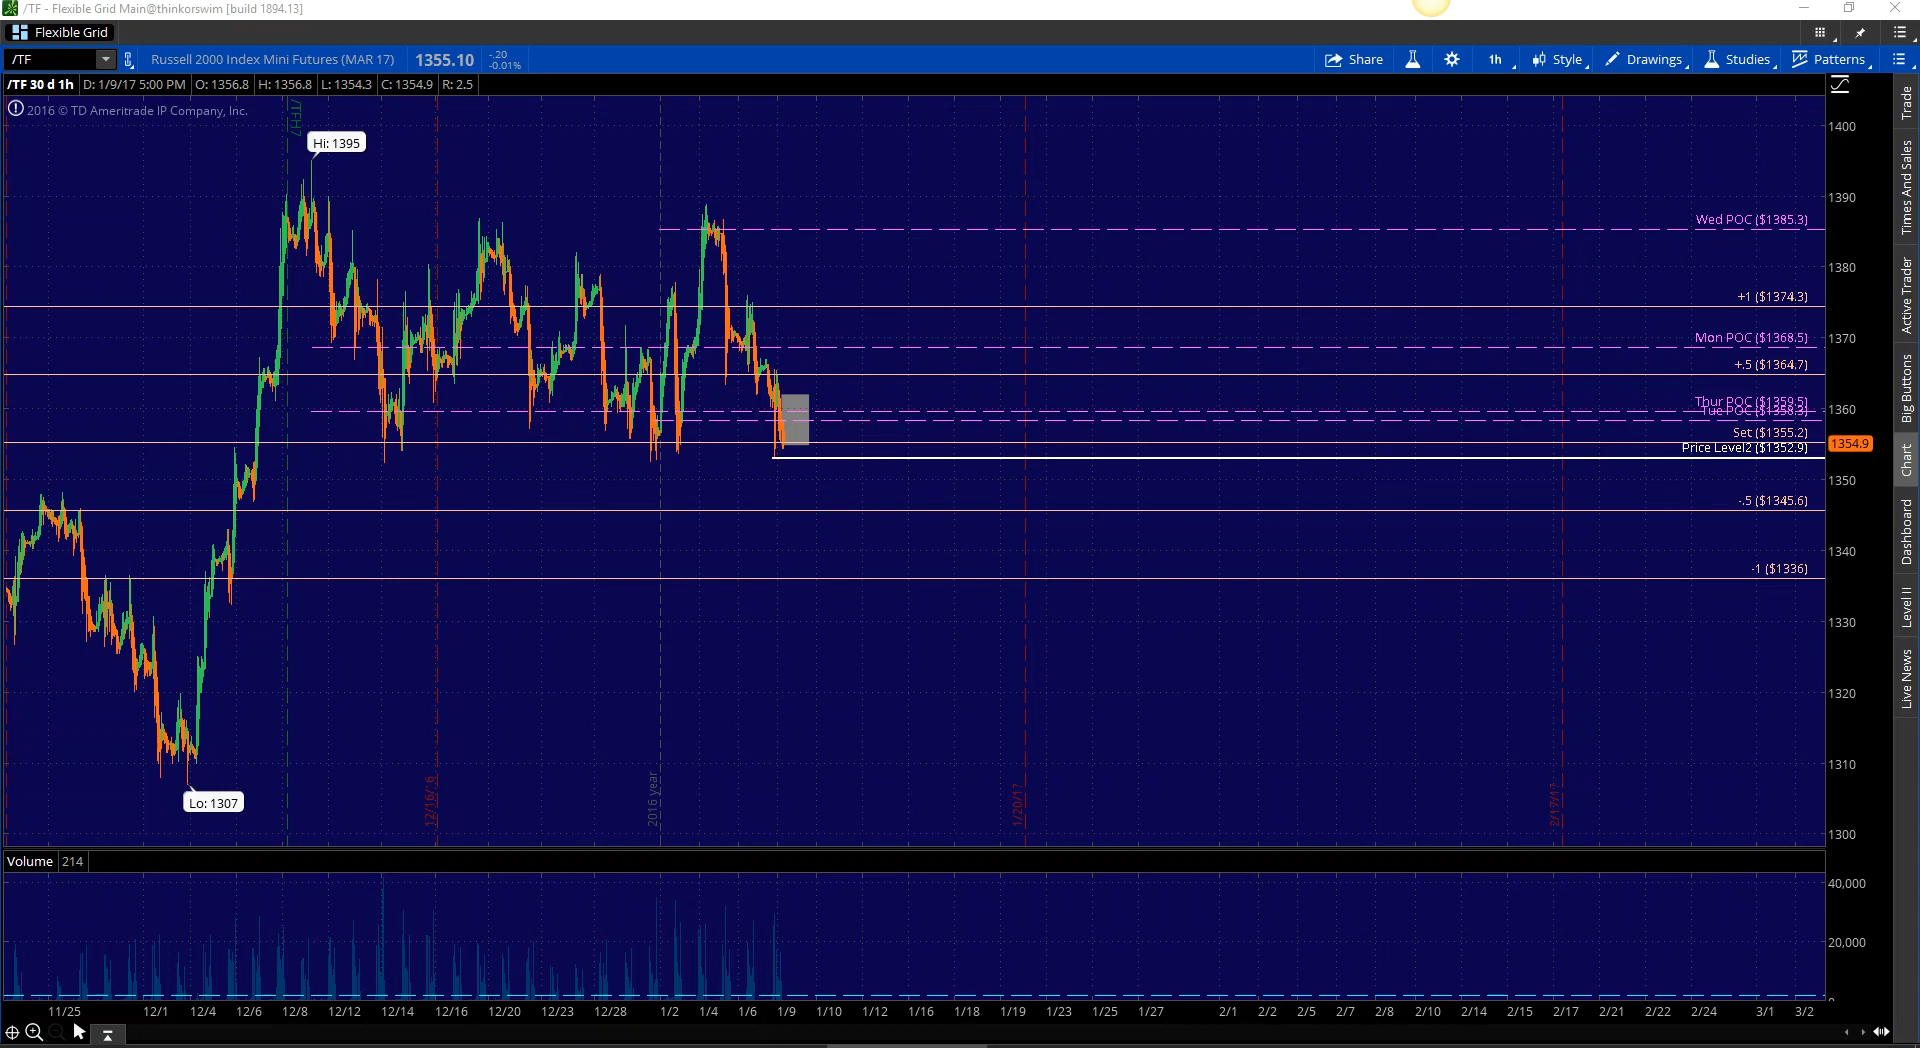 /TF - Flexible Grid Main@thinkorswim [build 1894.13]
Flexible Grid
/TF Russell 2000 Index Mini Futures (MAR 17) 1355.10 -.20 -0.01% Share 1h Style Drawings Studies Patterns
/TF 30 d 1h D: 1/9/17 5:00 PM O: 1356.8 H: 1356.8 L: 1354.3 C: 1354.9 R: 2.5
2016 © TD Ameritrade IP Company, Inc.
/TFH7
Hi: 1395
Wed POC ($1385.3)
+1 ($1374.3)
Mon POC ($1368.5)
+.5 ($1364.7)
Thur POC ($1359.5)
Tue POC ($1358.3)
Set ($1355.2)
Price Level2 ($1352.9)
-.5 ($1345.6)
-1 ($1336)
Lo: 1307
12/16/16
2016 year
1/20/17
2/17/17
1400
1390
1380
1370
1360
1354.9
1350
1340
1330
1320
1310
1300
Trade
Times And Sales
Active Trader
Big Buttons
Chart
Dashboard
Level II
Live News
Volume 214
40,000
20,000
11/25 12/1 12/4 12/6 12/8 12/12 12/14 12/16 12/20 12/23 12/28 1/2 1/4 1/6 1/9 1/10 1/12 1/16 1/18 1/19 1/23 1/25 1/27 2/1 2/2 2/5 2/7 2/8 2/10 2/14 2/15 2/17 2/21 2/22 2/24 3/1 3/2